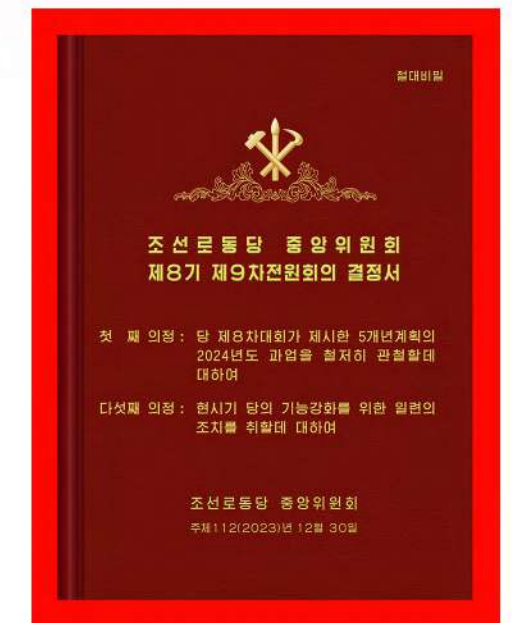 절대비밀
조선로동당 중앙위원회
제8기 제9차전원회의 결정서
첫 째 의정 : 당 제8차대회가 제시한 5개년계획의
2024년도 과업을 철저히 관철할데
대하여
다섯째 의정 : 현시기 당의 기능강화를 위한 일련의
조치를 취할데 대하여
조선로동당 중앙위원회
주체112(2023)년 12월 30일